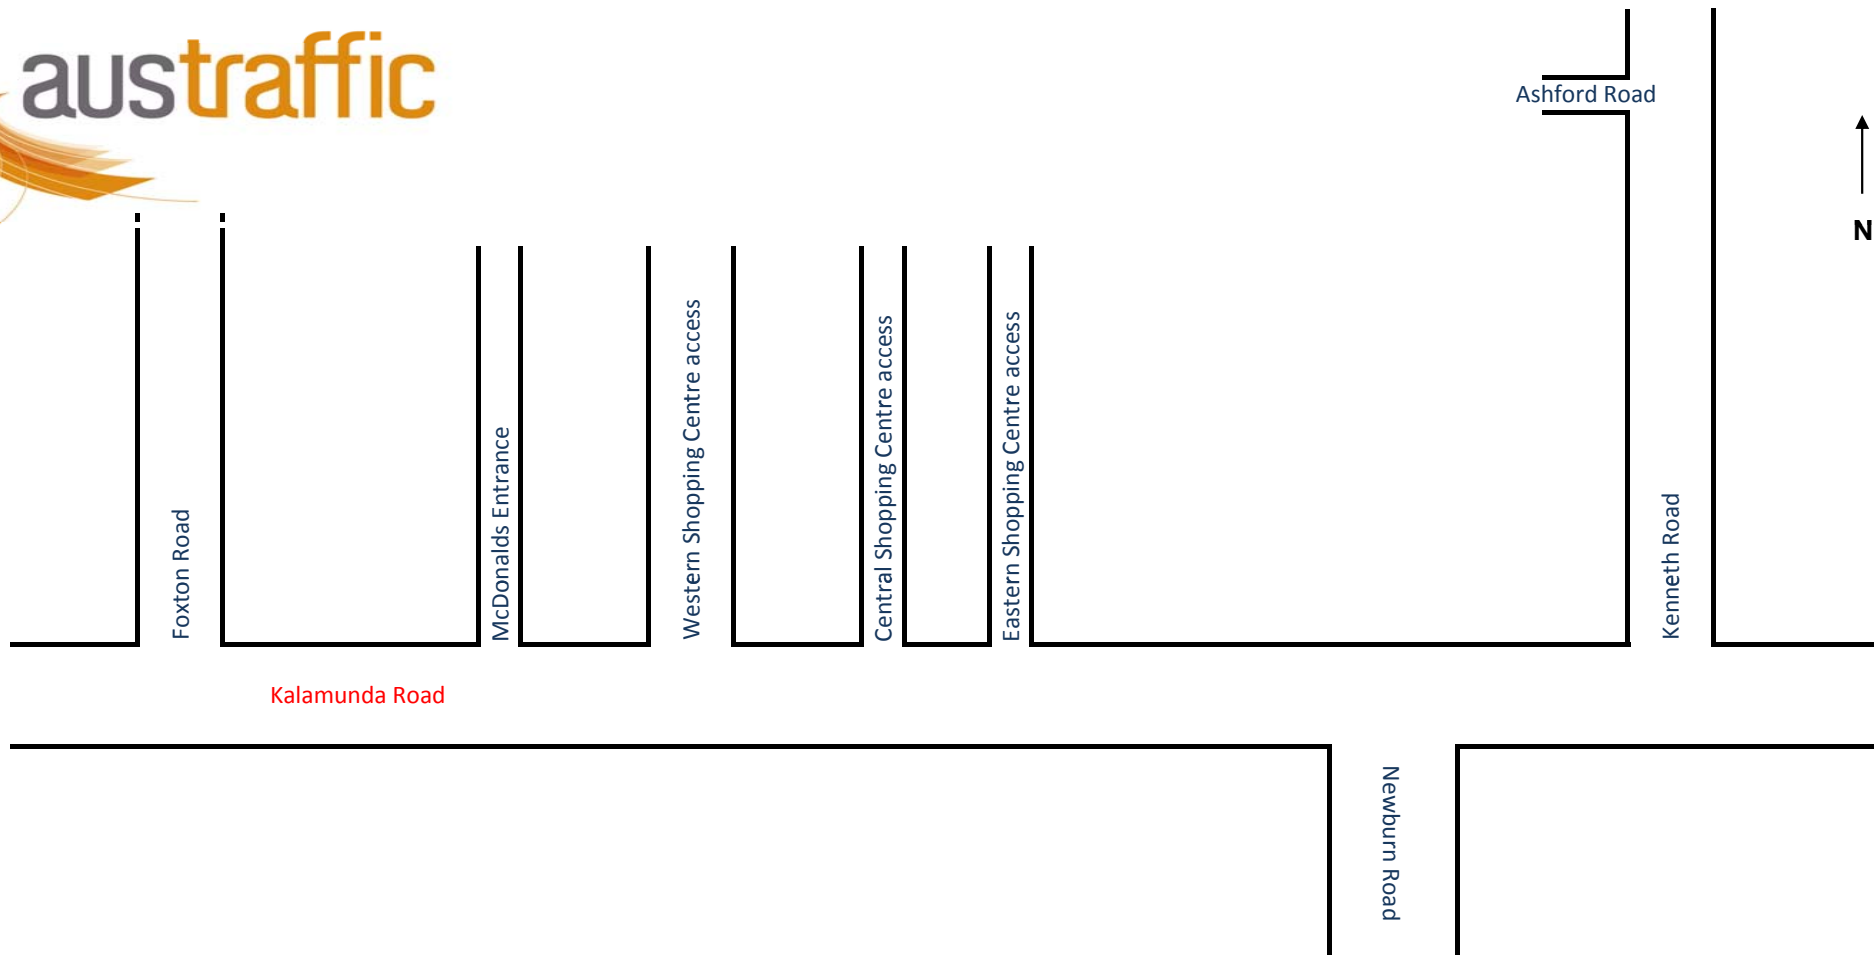 austraffic
Ashford Road
N
Foxton Road
McDonalds Entrance
Western Shopping Centre access
Central Shopping Centre access
Eastern Shopping Centre access
Kenneth Road
Kalamunda Road
Newburn Road